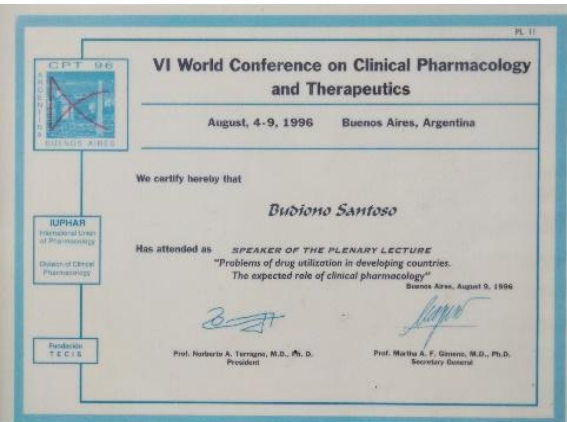 PL 11
CPT 96
ARGENTINA
BUENOS AIRES
VI World Conference on Clinical Pharmacology
and Therapeutics
August, 4-9, 1996 Buenos Aires, Argentina
We certify hereby that
Budiono Santoso
IUPHAR
International Union
of Pharmacology
Division of Clinical
Pharmacology
Has attended as SPEAKER OF THE PLENARY LECTURE
"Problems of drug utilization in developing countries.
The expected role of clinical pharmacology"
Buenos Aires, August 9, 1996
Fundación
TECIS
Prof. Norberto A. Terragno, M.D., Ph. D.
President
Prof. Martha A. F. Gimeno, M.D., Ph.D.
Secretary General